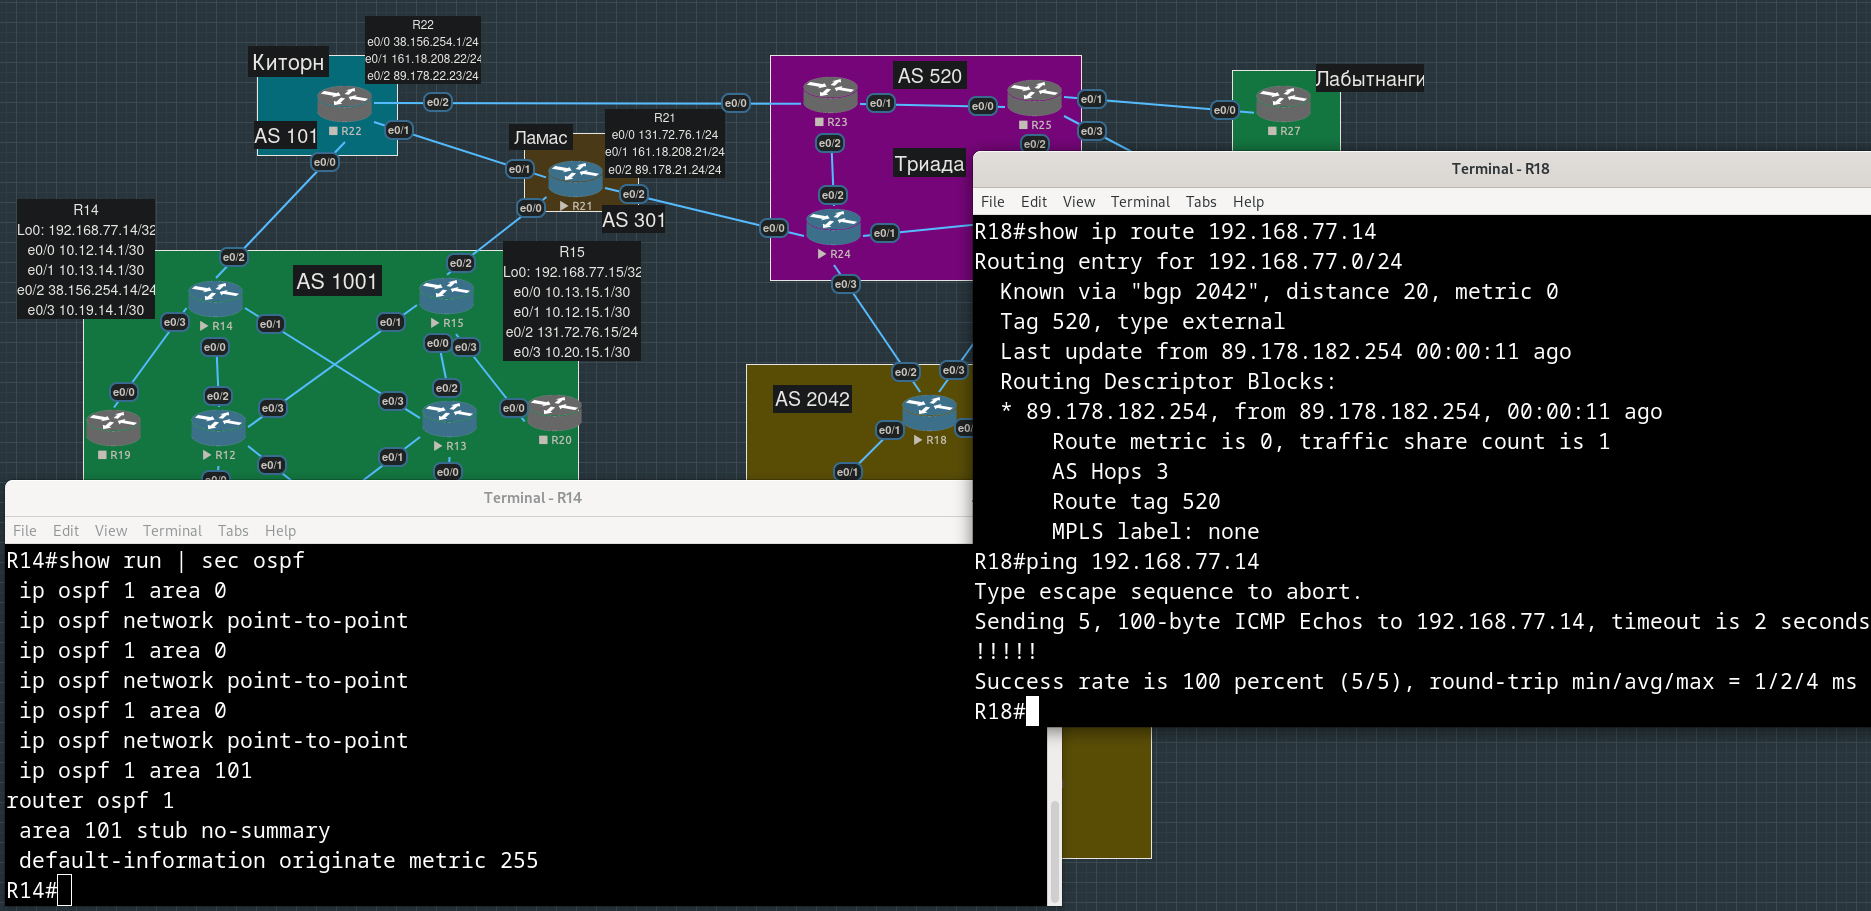 R22
e0/0 38.156.254.1/24
e0/1 161.18.208.22/24
e0/2 89.178.22.23/24
Киторн
AS 101
R22
e0/2
e0/1
e0/0
Ламас
R21
e0/0 131.72.76.1/24
e0/1 161.18.208.21/24
e0/2 89.178.21.24/24
e0/1
e0/2
e0/0
R21
AS 301
AS 520
Триада
e0/0
R23
e0/1
e0/0
R25
e0/1
e0/3
e0/2
e0/2
e0/2
e0/0
e0/1
R24
e0/3
Лабытнанги
e0/0
R27
R14
Lo0: 192.168.77.14/32
e0/0 10.12.14.1/30
e0/1 10.13.14.1/30
e0/2 38.156.254.14/24
e0/3 10.19.14.1/30
AS 1001
R15
Lo0: 192.168.77.15/32
e0/0 10.13.15.1/30
e0/1 10.12.15.1/30
e0/2 131.72.76.15/24
e0/3 10.20.15.1/30
e0/2
e0/2
e0/3
R14
e0/1
e0/1
R15
e0/0
e0/0
e0/3
e0/0
e0/2
e0/3
e0/3
e0/2
e0/0
R19
R12
R13
R20
e0/1
e0/1
e0/0
e0/0
AS 2042
e0/2
e0/3
e0/1
R18
e0/
e0/1
Terminal - R18
File Edit View Terminal Tabs Help
R18#show ip route 192.168.77.14
Routing entry for 192.168.77.0/24
Known via "bgp 2042", distance 20, metric 0
Tag 520, type external
Last update from 89.178.182.254 00:00:11 ago
Routing Descriptor Blocks:
* 89.178.182.254, from 89.178.182.254, 00:00:11 ago
Route metric is 0, traffic share count is 1
AS Hops 3
Route tag 520
MPLS label: none
R18#ping 192.168.77.14
Type escape sequence to abort.
Sending 5, 100-byte ICMP Echos to 192.168.77.14, timeout is 2 seconds
!!!!!
Success rate is 100 percent (5/5), round-trip min/avg/max = 1/2/4 ms
R18#
Terminal - R14
File Edit View Terminal Tabs Help
R14#show run | sec ospf
ip ospf 1 area 0
ip ospf network point-to-point
ip ospf 1 area 0
ip ospf network point-to-point
ip ospf 1 area 0
ip ospf network point-to-point
ip ospf 1 area 101
router ospf 1
area 101 stub no-summary
default-information originate metric 255
R14#